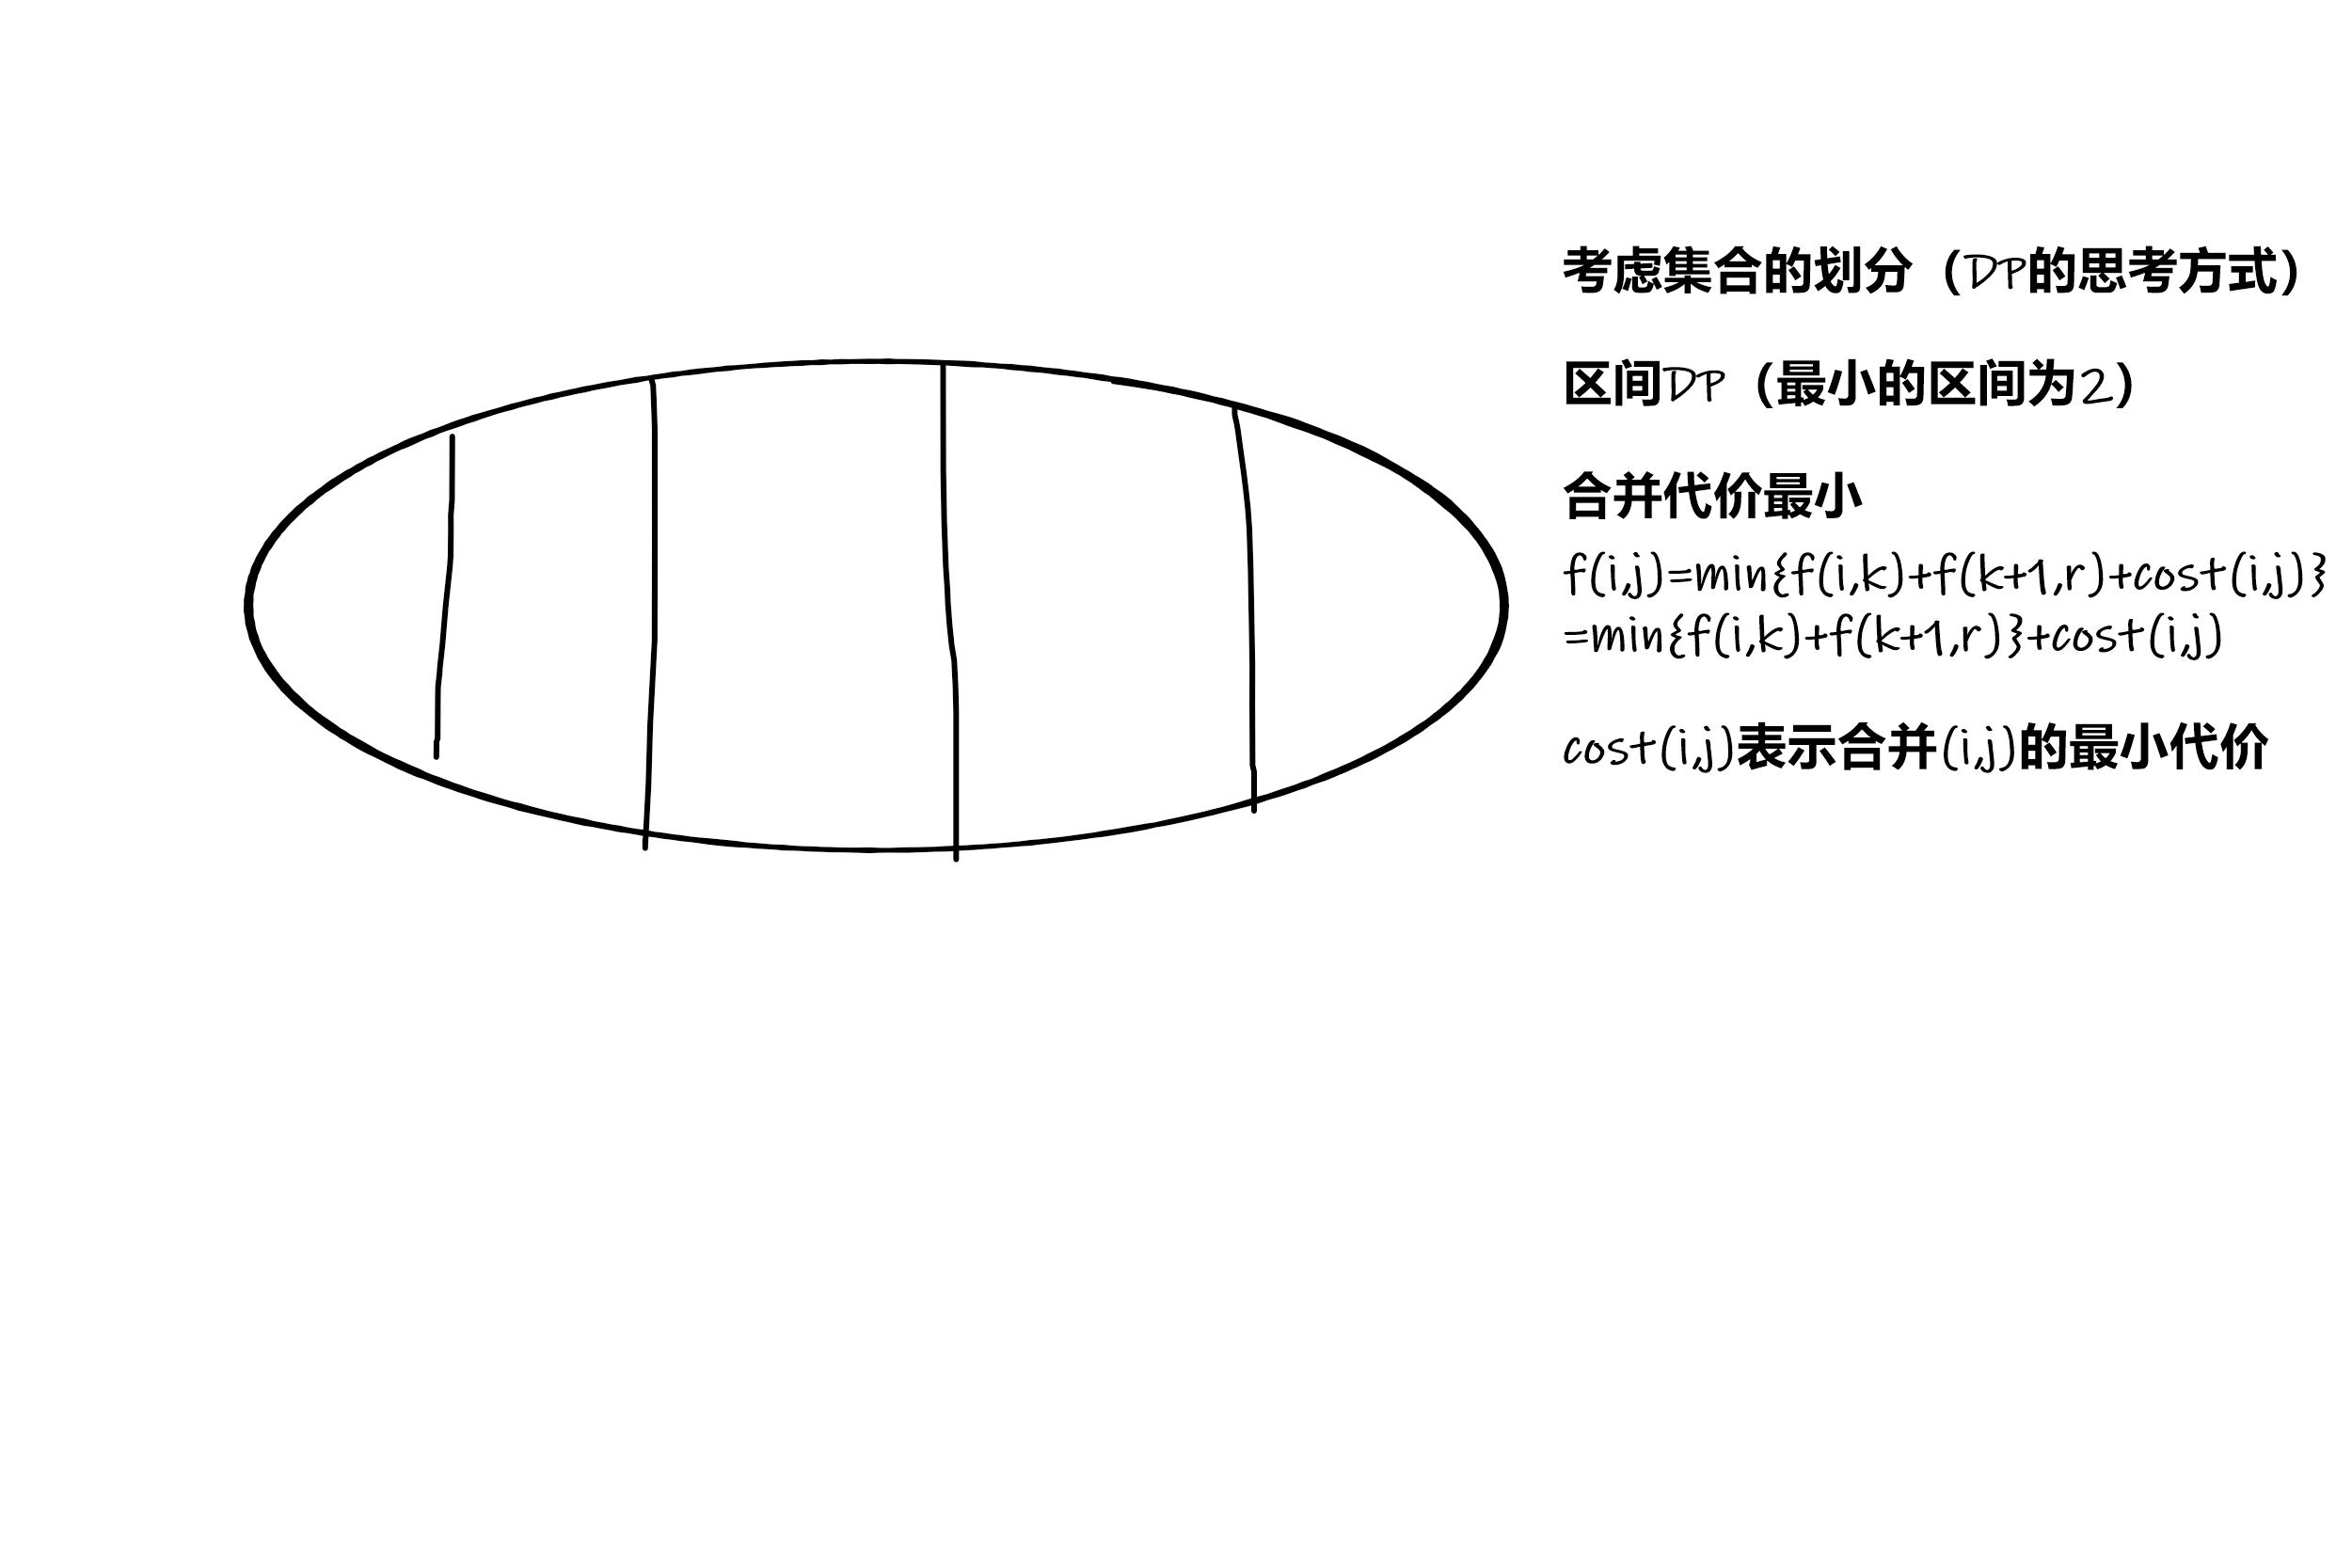 考虑集合的划分（DP的思考方式）
区间DP（最小的区间为2）
合并代价最小
f(i,j)=min{f(i,k)+f(k+1,r)+cost(i,j)}
=min{f(i,k)+f(k+1,r)}+cost(i,j)
cost(i,j)表示合并(i,j)的最小代价